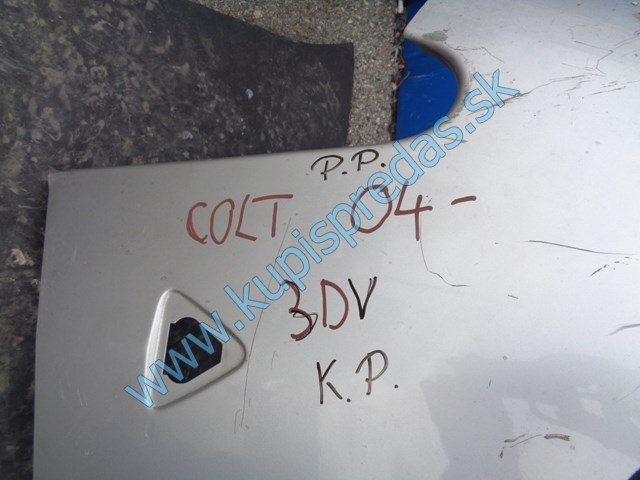 P.P.
COLT 04-
3DV
K.P.
www.kupispredas.sk